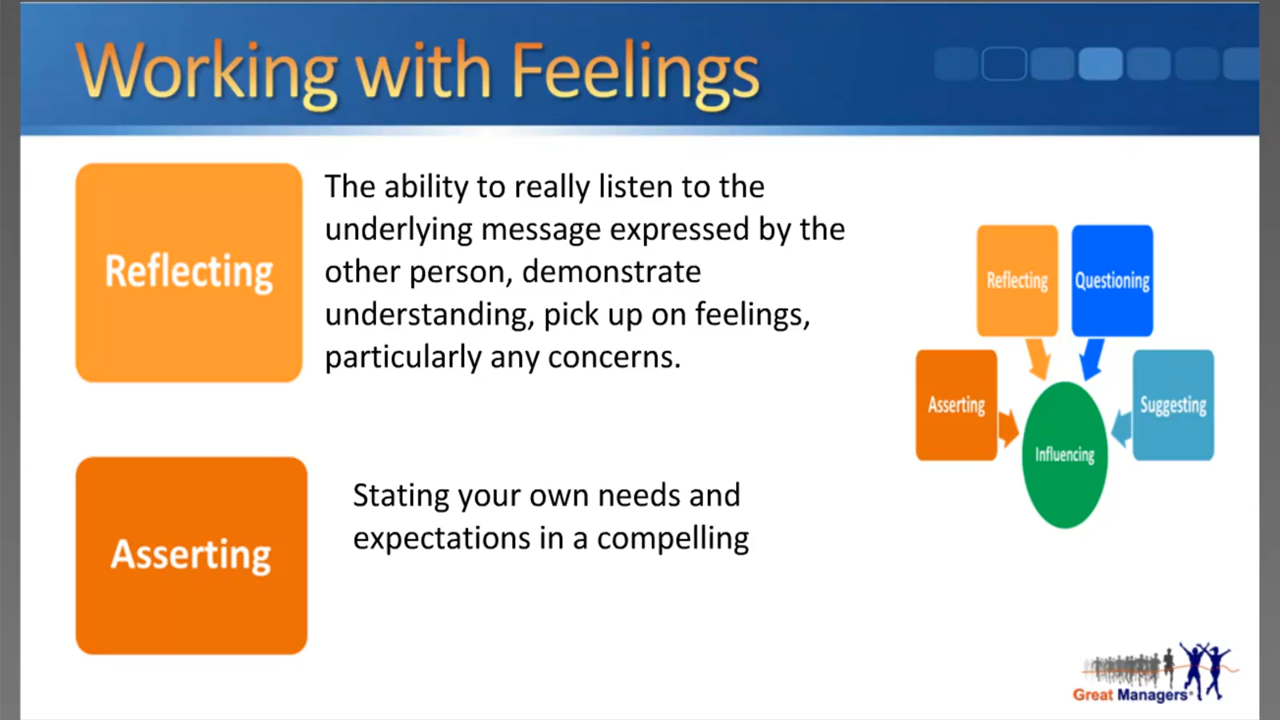 Working with Feelings
Reflecting
The ability to really listen to the
underlying message expressed by the
other person, demonstrate
understanding, pick up on feelings,
particularly any concerns.
Asserting
Stating your own needs and
expectations in a compelling
Reflecting
Questioning
Asserting
Suggesting
Influencing
Great Managers®